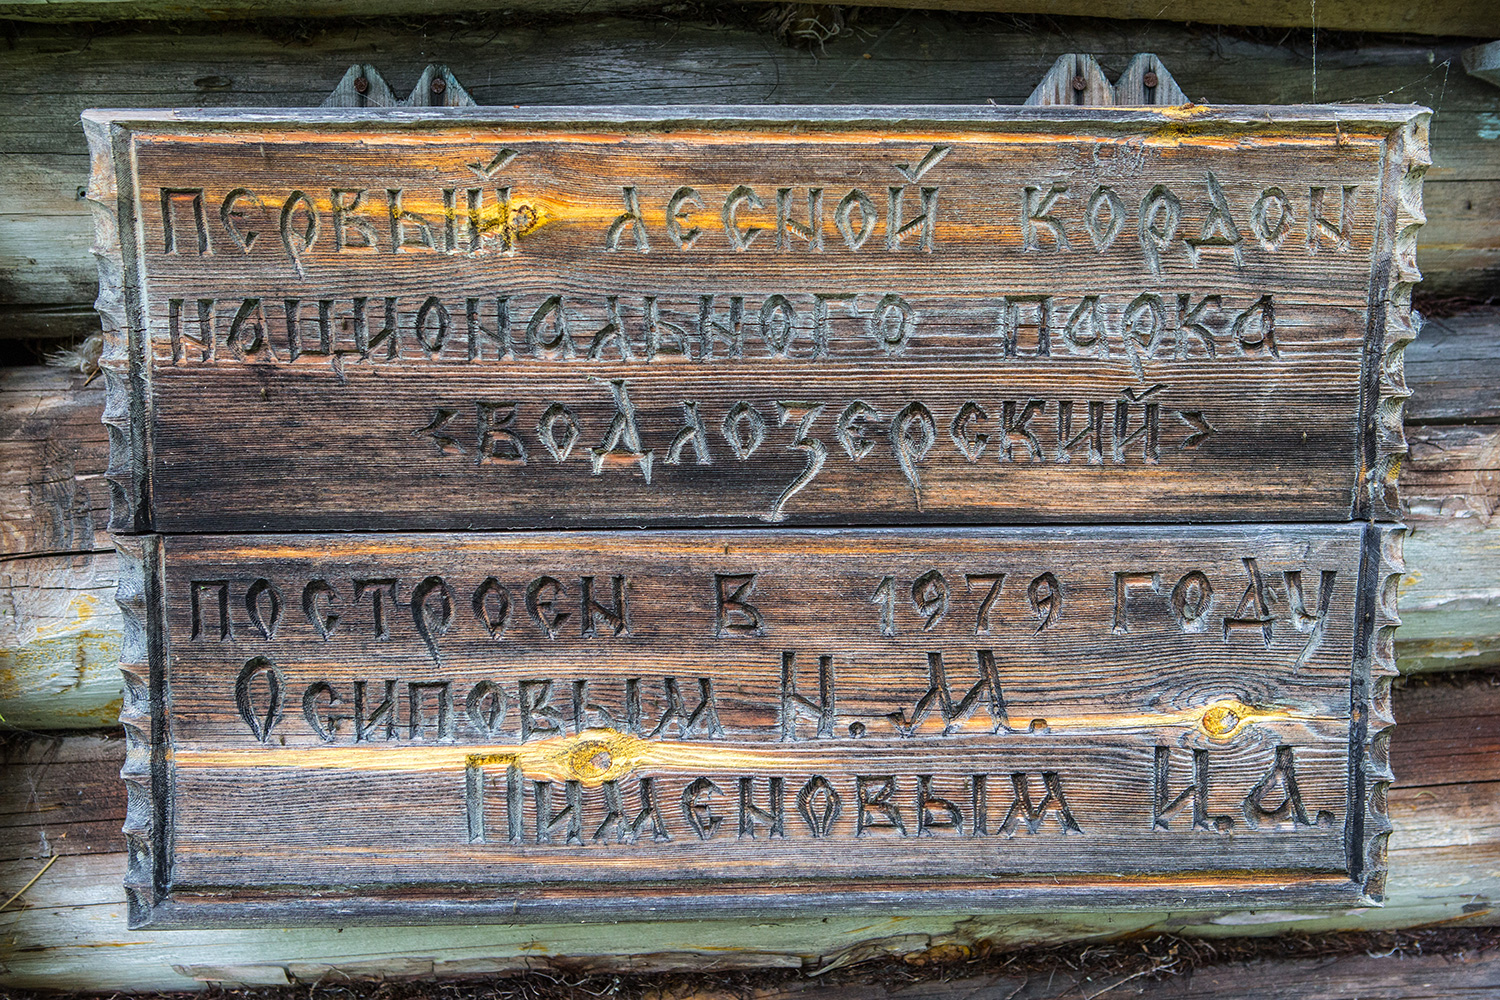 первый лесной кордон
национального парка
«водлозерский»
построен в 1979 году
Осиповым Н.М.
Пименовым И.А.